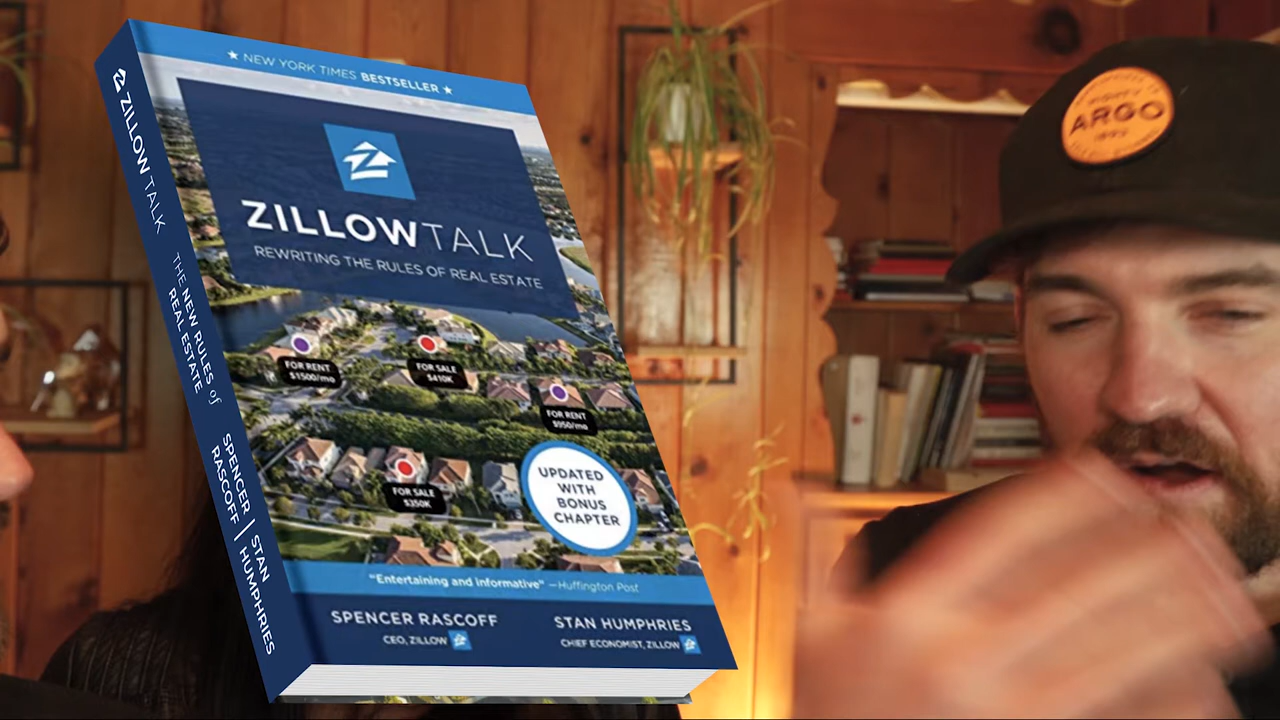 ZILLOW TALK
THE NEW RULES of
REAL ESTATE
SPENCER
RASCOFF
STAN
HUMPHRIES
★ NEW YORK TIMES BESTSELLER ★
ZILLOWTALK
REWRITING THE RULES OF REAL ESTATE
FOR RENT
$1500/mo
FOR SALE
$410K
FOR RENT
$950/mo
FOR SALE
$350K
UPDATED
WITH
BONUS
CHAPTER
"Entertaining and informative" —Huffington Post
SPENCER RASCOFF
CEO, ZILLOW
STAN HUMPHRIES
CHIEF ECONOMIST, ZILLOW
ARGO